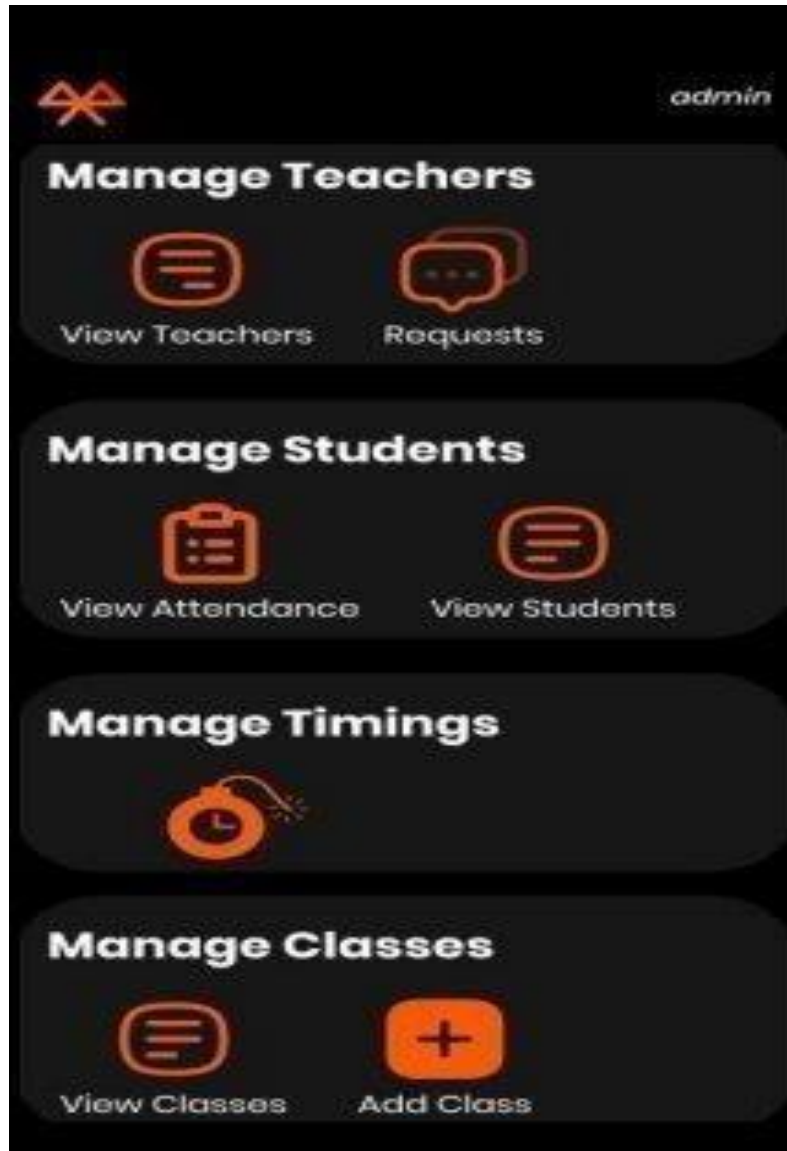 admin
Manage Teachers
View Teachers Requests
Manage Students
View Attendance View Students
Manage Timings
Manage Classes
View Classes Add Class